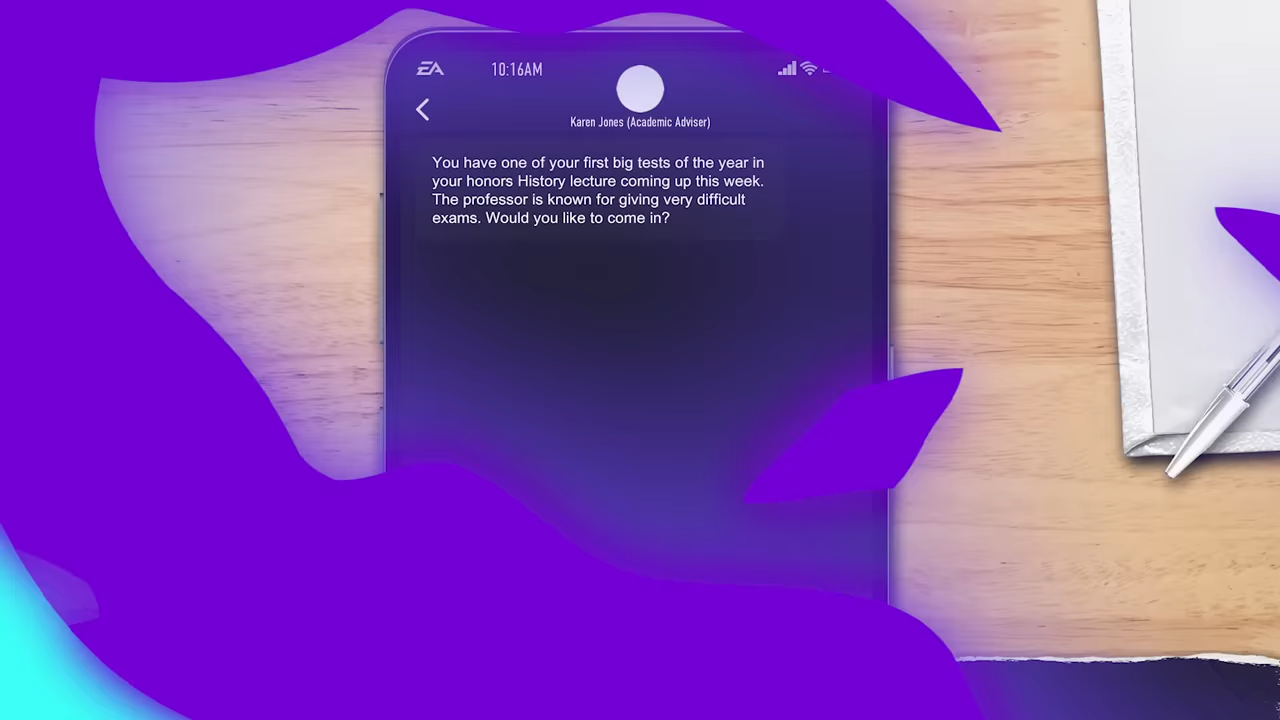 EA
10:16AM
Karen Jones (Academic Adviser)
You have one of your first big tests of the year in
your honors History lecture coming up this week.
The professor is known for giving very difficult
exams. Would you like to come in?